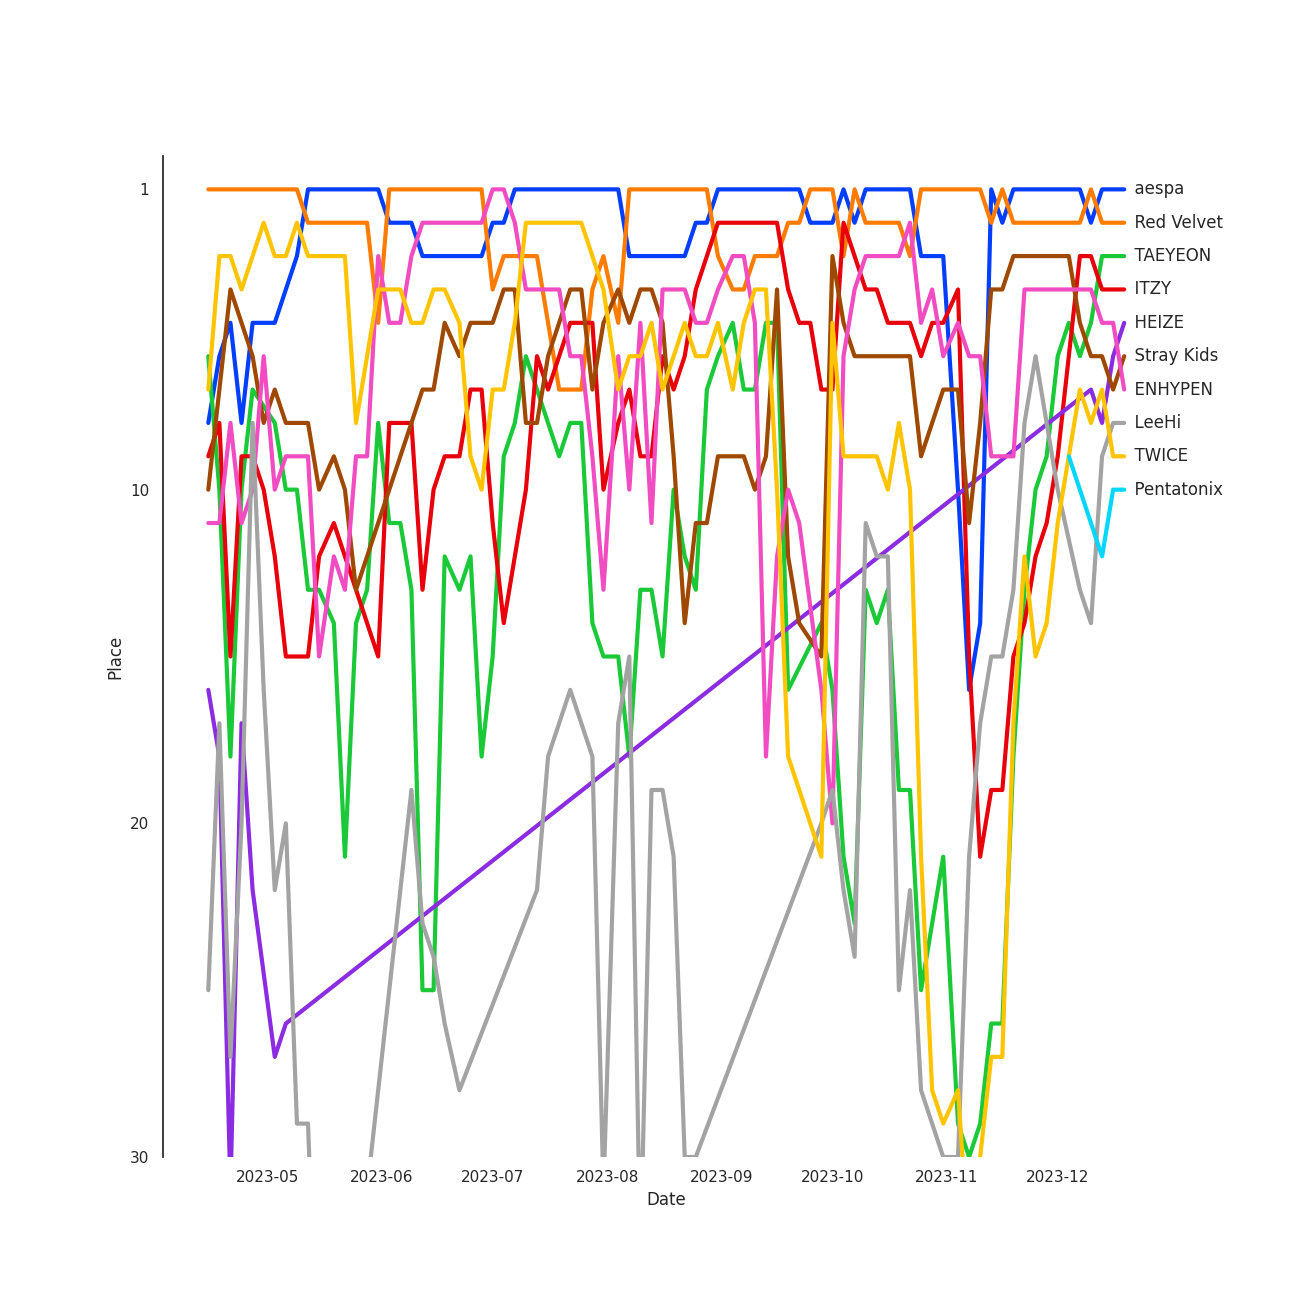 1
10
20
30
Place
2023-05
2023-06
2023-07
2023-08
2023-09
2023-10
2023-11
2023-12
Date
aespa
Red Velvet
TAEYEON
ITZY
HEIZE
Stray Kids
ENHYPEN
LeeHi
TWICE
Pentatonix